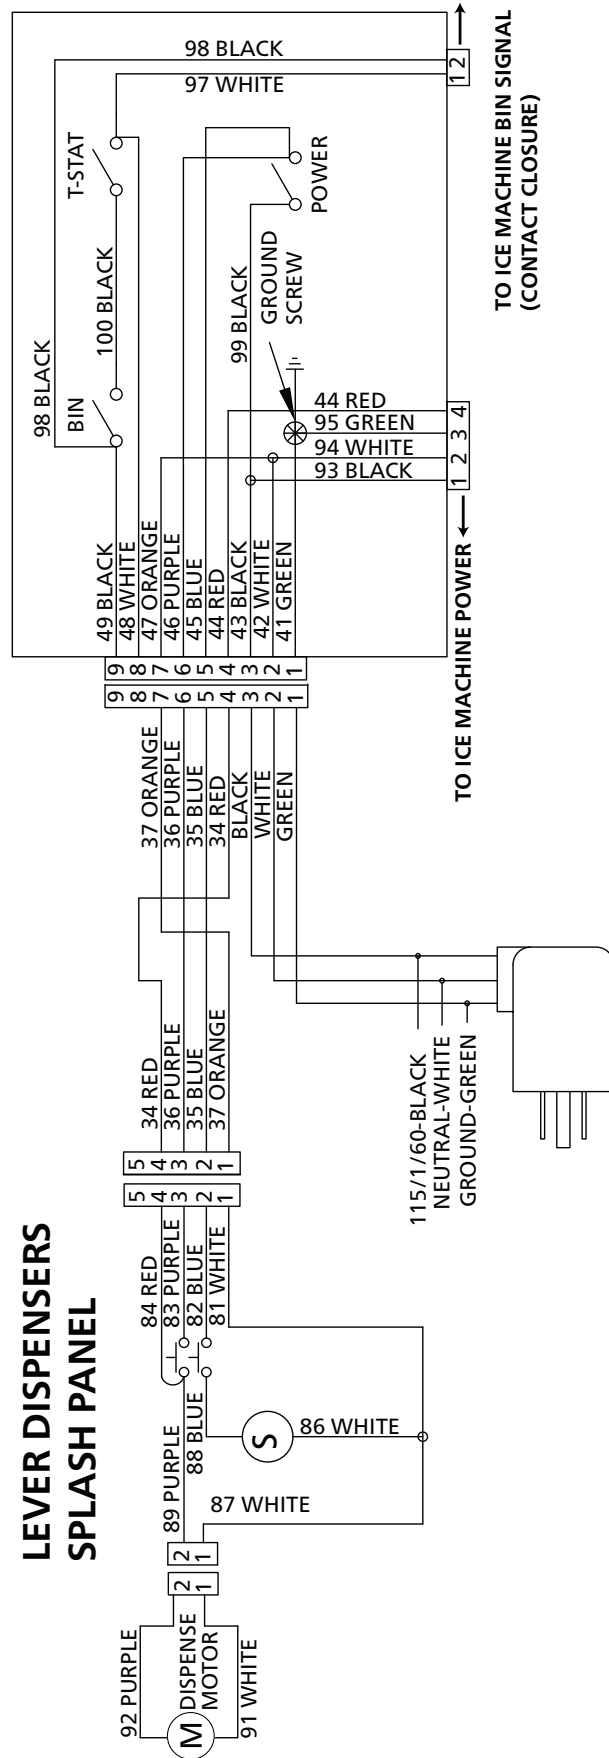 LEVER DISPENSERS
SPLASH PANEL
98 BLACK
97 WHITE
1 2
TO ICE MACHINE BIN SIGNAL
(CONTACT CLOSURE)
T-STAT
POWER
98 BLACK
100 BLACK
99 BLACK
GROUND
SCREW
BIN
44 RED
95 GREEN
94 WHITE
93 BLACK
1 2 3 4
TO ICE MACHINE POWER
49 BLACK
48 WHITE
47 ORANGE
46 PURPLE
45 BLUE
44 RED
43 BLACK
42 WHITE
41 GREEN
9 8 7 6 5 4 3 2 1
9 8 7 6 5 4 3 2 1
37 ORANGE
36 PURPLE
35 BLUE
34 RED
BLACK
WHITE
GREEN
34 RED
36 PURPLE
35 BLUE
37 ORANGE
115/1/60-BLACK
NEUTRAL-WHITE
GROUND-GREEN
5 4 3 2 1
5 4 3 2 1
84 RED
83 PURPLE
82 BLUE
81 WHITE
89 PURPLE
88 BLUE
S
86 WHITE
87 WHITE
2 1
2 1
92 PURPLE
M
DISPENSE
MOTOR
91 WHITE